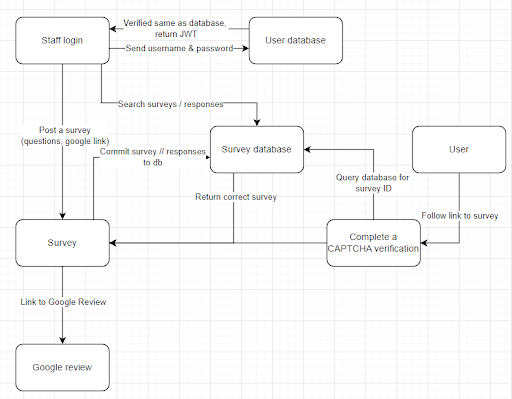 Verified same as database,
return JWT
Staff login
User database
Send username & password
Search surveys / responses
Post a survey
(questions, google link)
Commit survey // responses
to db
Survey database
User
Query database for
survey ID
Return correct survey
Follow link to survey
Survey
Complete a
CAPTCHA verification
Link to Google Review
Google review